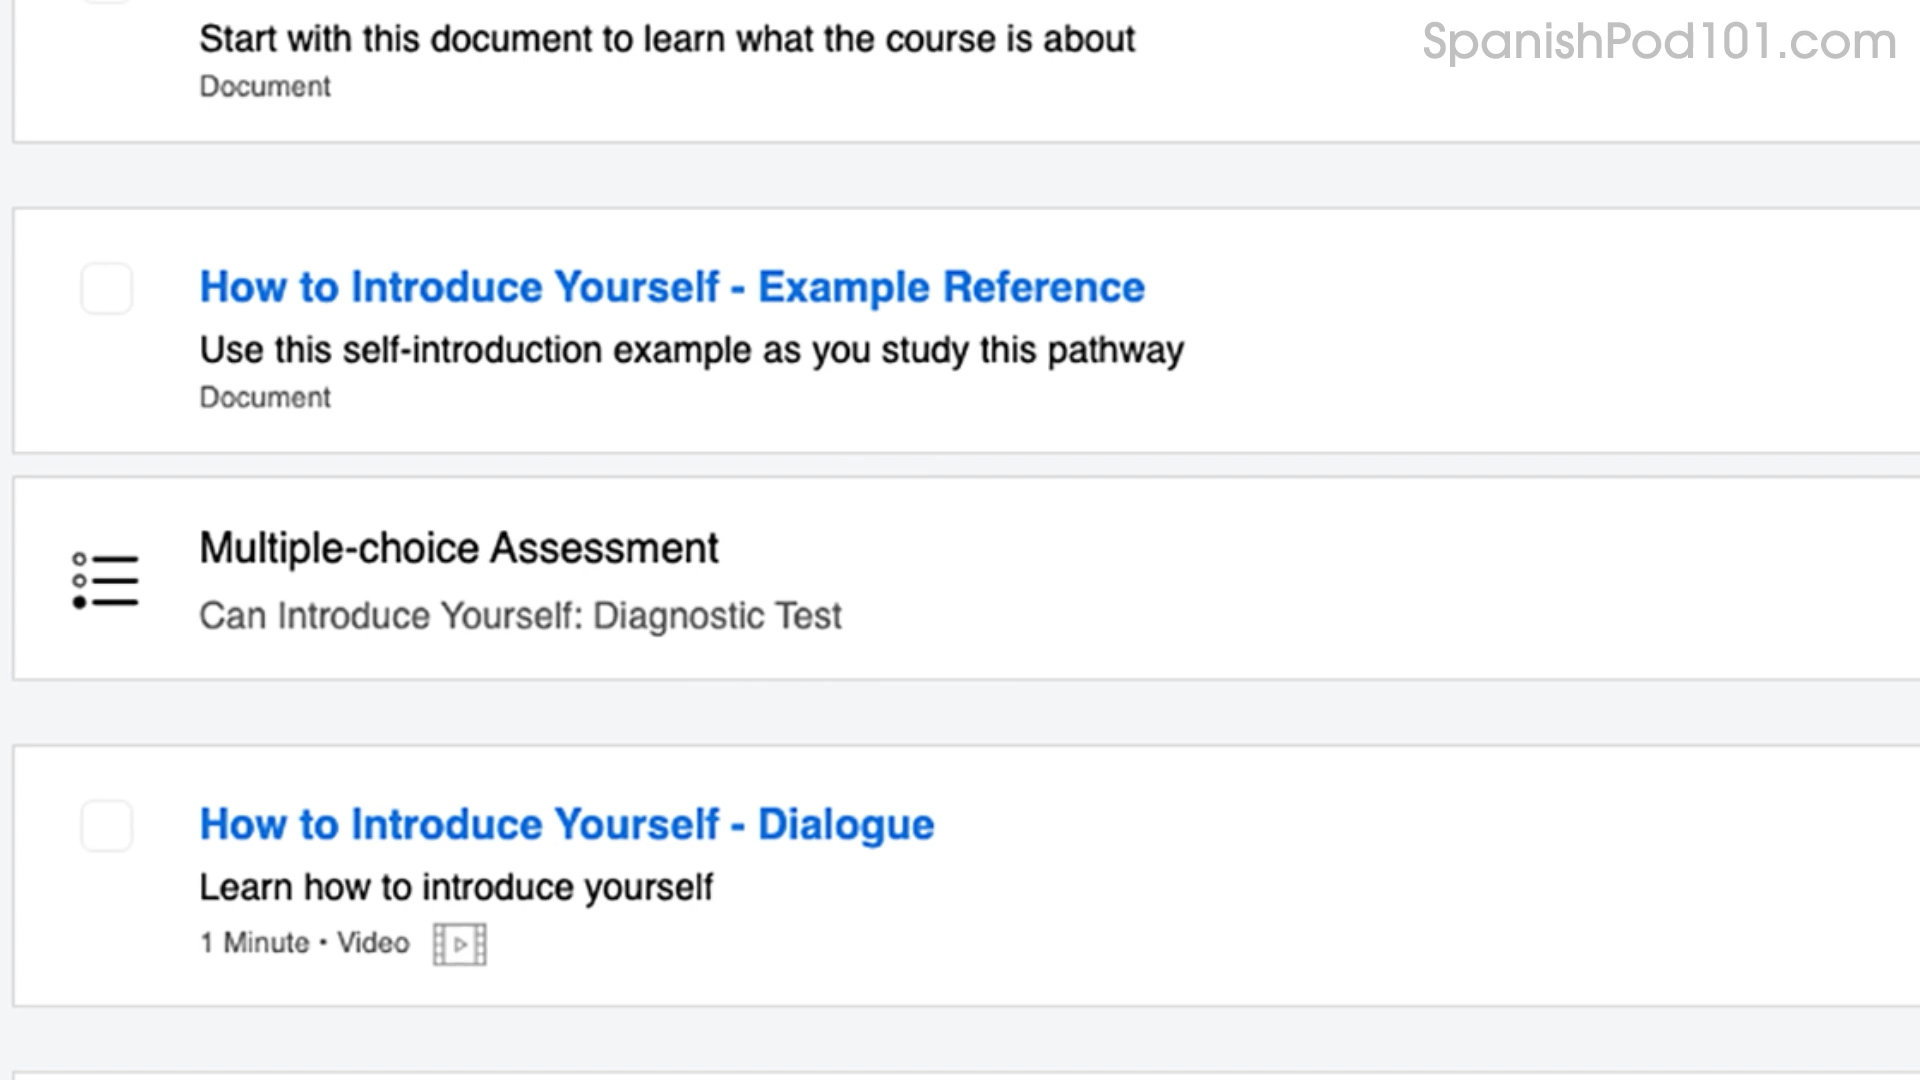 SpanishPod101.com
Start with this document to learn what the course is about
Document
How to Introduce Yourself - Example Reference
Use this self-introduction example as you study this pathway
Document
Multiple-choice Assessment
Can Introduce Yourself: Diagnostic Test
How to Introduce Yourself - Dialogue
Learn how to introduce yourself
1 Minute • Video